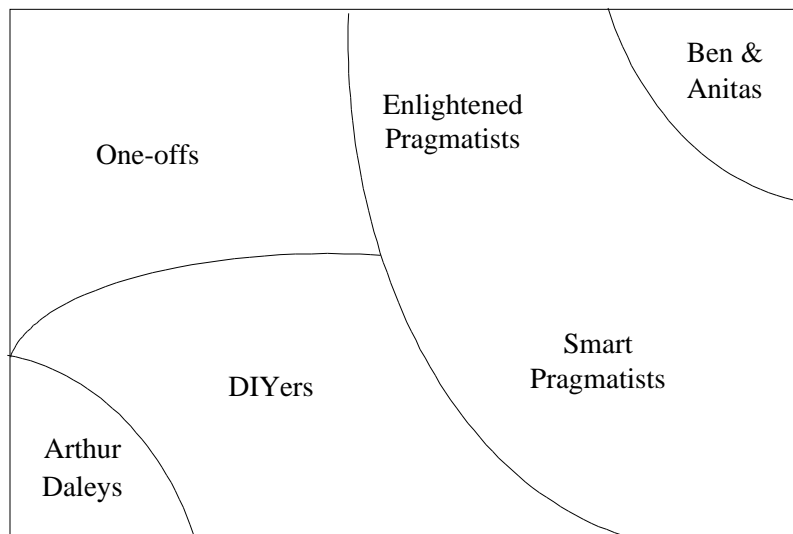 Ben &
Anitas
Enlightened
Pragmatists
One-offs
Smart
Pragmatists
DIYers
Arthur
Daleys